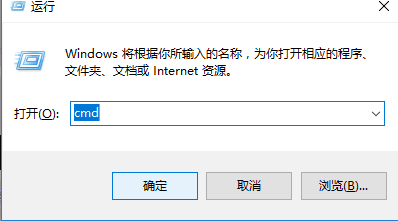 运行
Windows 将根据你所输入的名称，为你打开相应的程序、
文件夹、文档或 Internet 资源。
打开(O): cmd
确定 取消 浏览(B)...